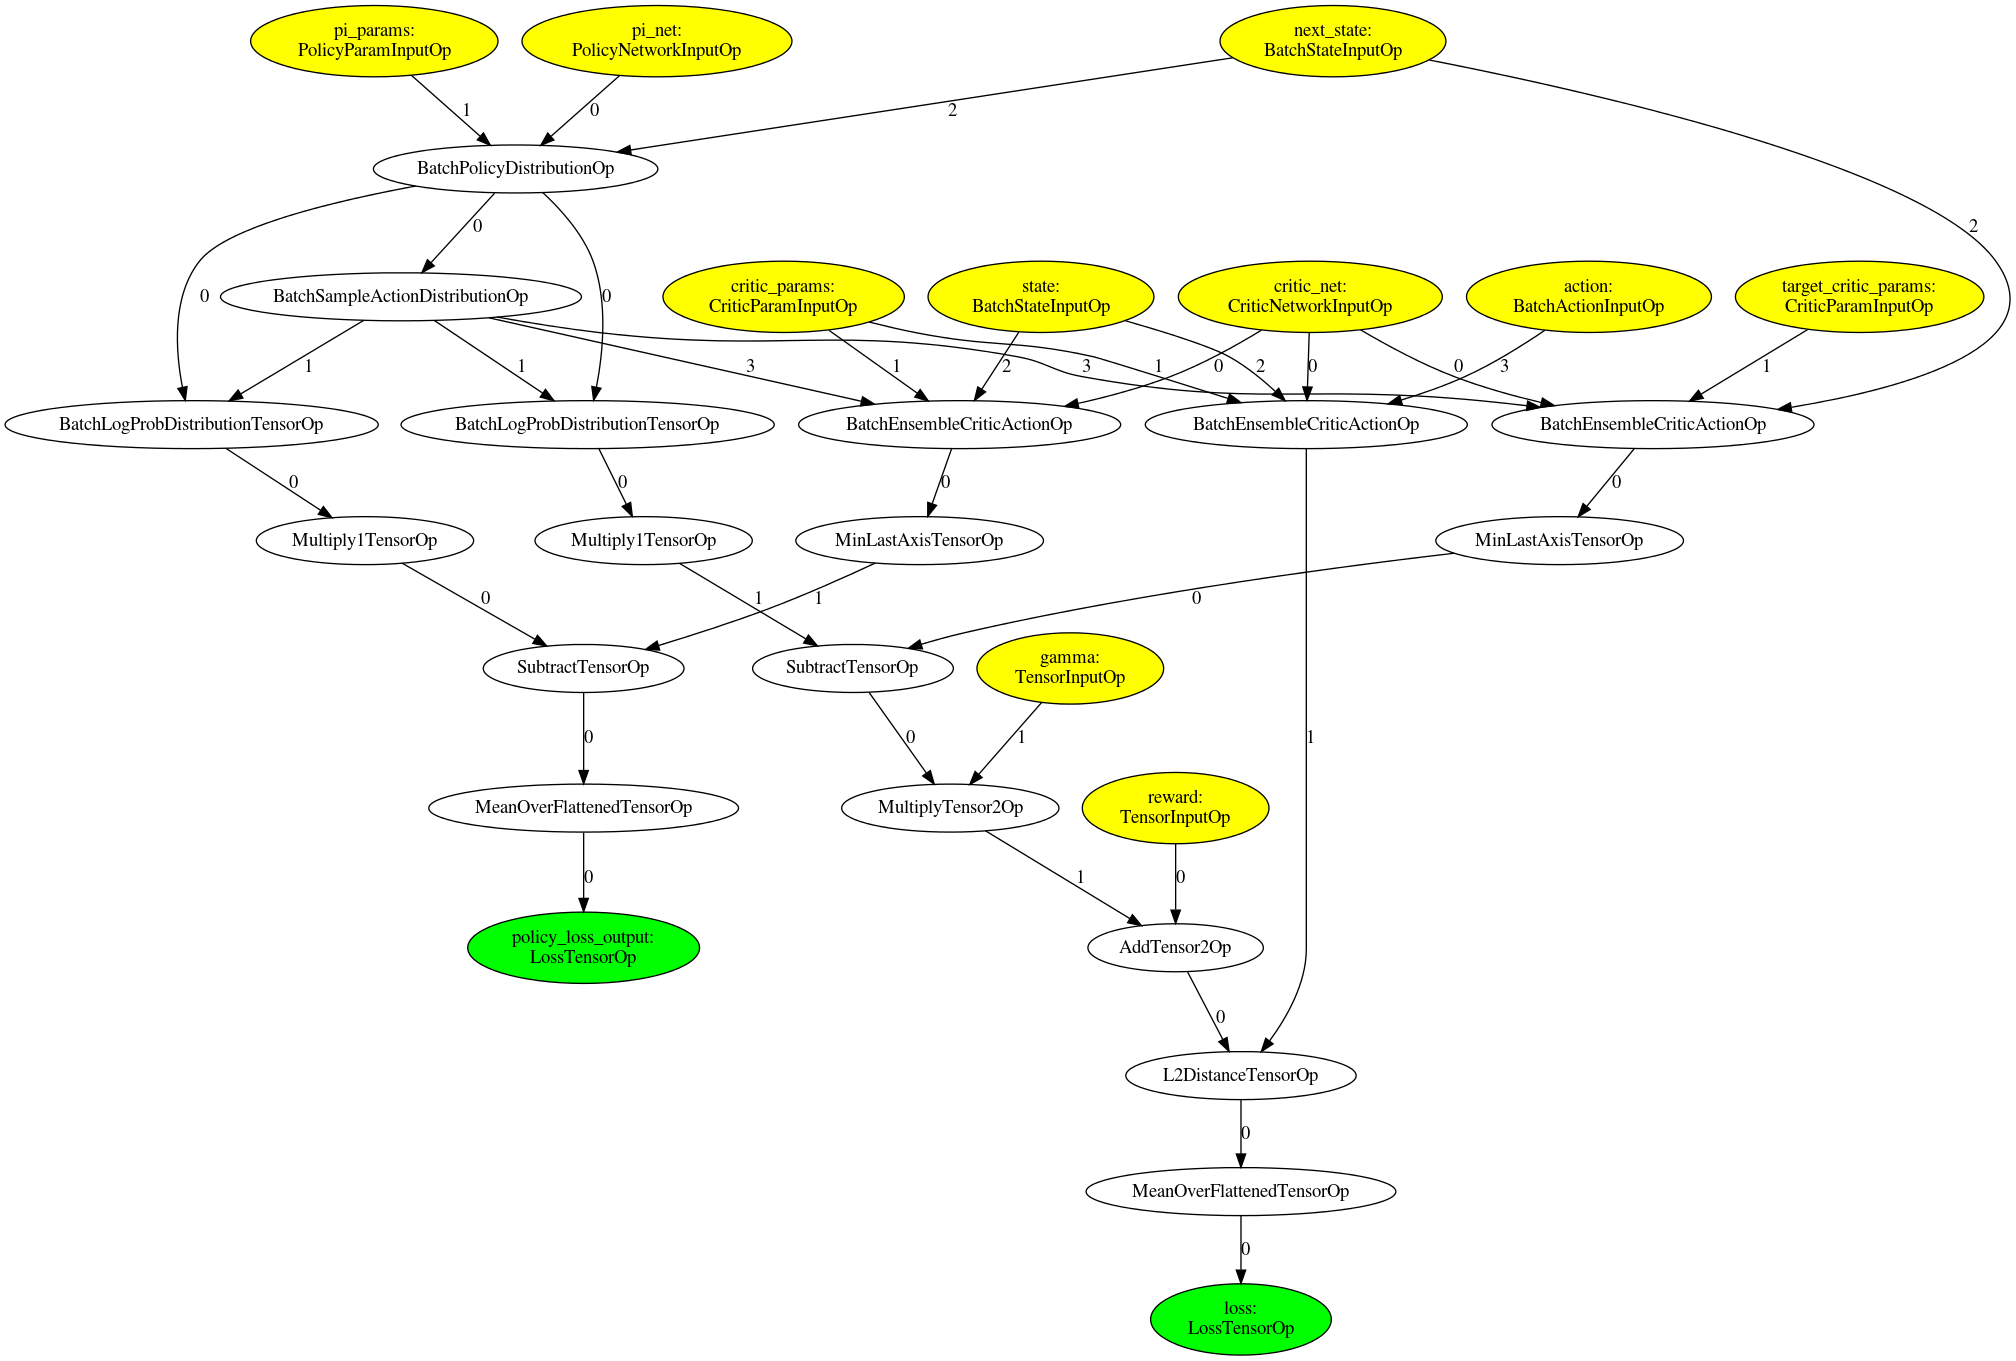 pi_params:
PolicyParamInputOp
pi_net:
PolicyNetworkInputOp
next_state:
BatchStateInputOp
1
0
2
BatchPolicyDistributionOp
0
2
0
0
BatchSampleActionDistributionOp
critic_params:
CriticParamInputOp
state:
BatchStateInputOp
critic_net:
CriticNetworkInputOp
action:
BatchActionInputOp
target_critic_params:
CriticParamInputOp
1
1
3
1
2
3
1
0
2
0
0
3
1
BatchLogProbDistributionTensorOp
BatchLogProbDistributionTensorOp
BatchEnsembleCriticActionOp
BatchEnsembleCriticActionOp
BatchEnsembleCriticActionOp
0
0
0
0
Multiply1TensorOp
Multiply1TensorOp
MinLastAxisTensorOp
MinLastAxisTensorOp
0
1
1
0
SubtractTensorOp
SubtractTensorOp
gamma:
TensorInputOp
0
0
1
1
MeanOverFlattenedTensorOp
MultiplyTensor2Op
reward:
TensorInputOp
0
1
0
policy_loss_output:
LossTensorOp
AddTensor2Op
0
L2DistanceTensorOp
0
MeanOverFlattenedTensorOp
0
loss:
LossTensorOp